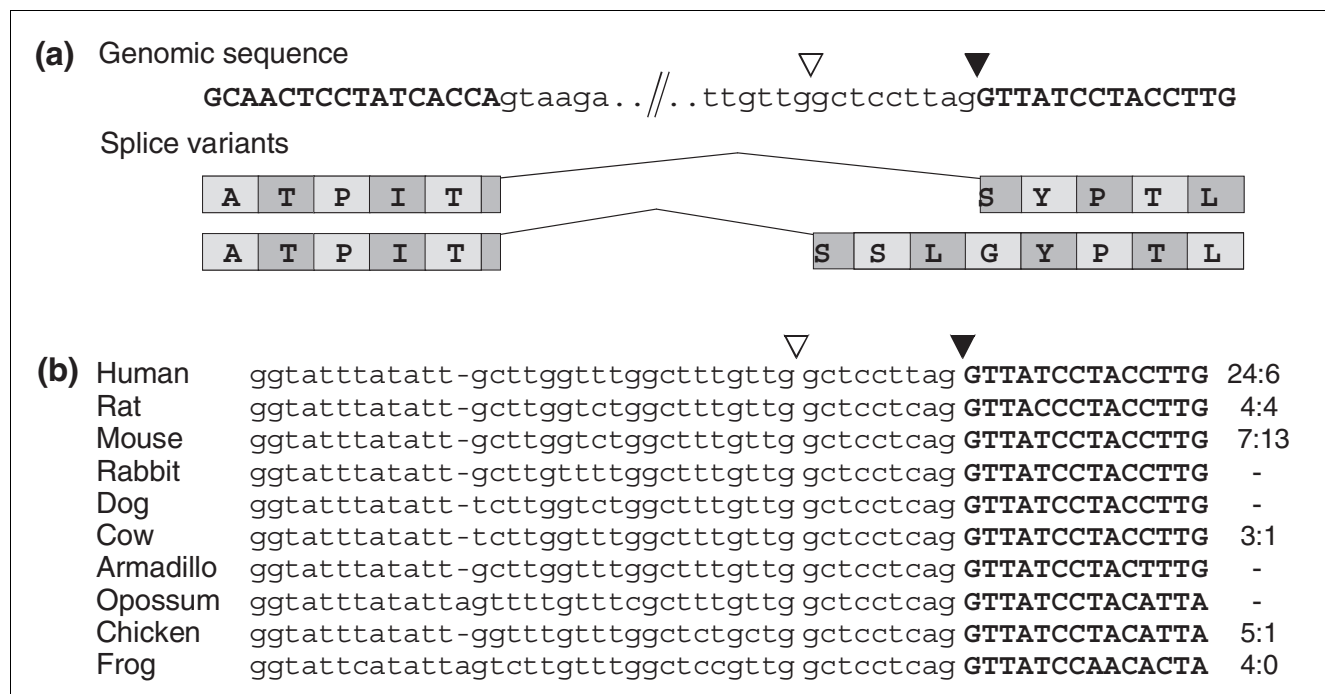 (a) Genomic sequence
GCAACTCCTATCACCAgtaaga..//..ttgttggctccttagGTTATCCTACCTTG
Splice variants
A T P I T S Y P T L
A T P I T S S L G Y P T L
(b) Human ggtatttatatt-gcttggtttggctttgttg gctccttag GTTATCCTACCTTG 24:6
Rat ggtatttatatt-gcttggtctggctttgttg gctcctcag GTTACCCTACCTTG 4:4
Mouse ggtatttatatt-gcttggtctggctttgttg gctcctcag GTTATCCTACCTTG 7:13
Rabbit ggtatttatatt-gcttgttttggctttgttg gctcctcag GTTATCCTACCTTG -
Dog ggtatttatatt-tcttggtctggctttgttg gctcctcag GTTATCCTACCTTG -
Cow ggtatttatatt-tcttggtttggctttgttg gctcctcag GTTATCCTACCTTG 3:1
Armadillo ggtatttatatt-gcttggtttggctttgttg gctcctcag GTTATCCTACTTTG -
Opossum ggtatttatattagttttgtttcgctttgttg gctcctcag GTTATCCTACATTA -
Chicken ggtatttatatt-ggtttgtttggctctgctg gctcctcag GTTATCCTACATTA 5:1
Frog ggtattcatattagtcttgtttggctccgttg gctcctcag GTTATCCAACACTA 4:0